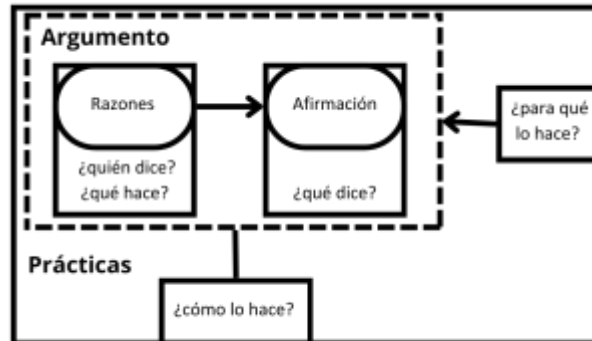 Argumento
Razones
Afirmación
¿quién dice?
¿qué hace?
¿qué dice?
¿para qué
lo hace?
Prácticas
¿cómo lo hace?